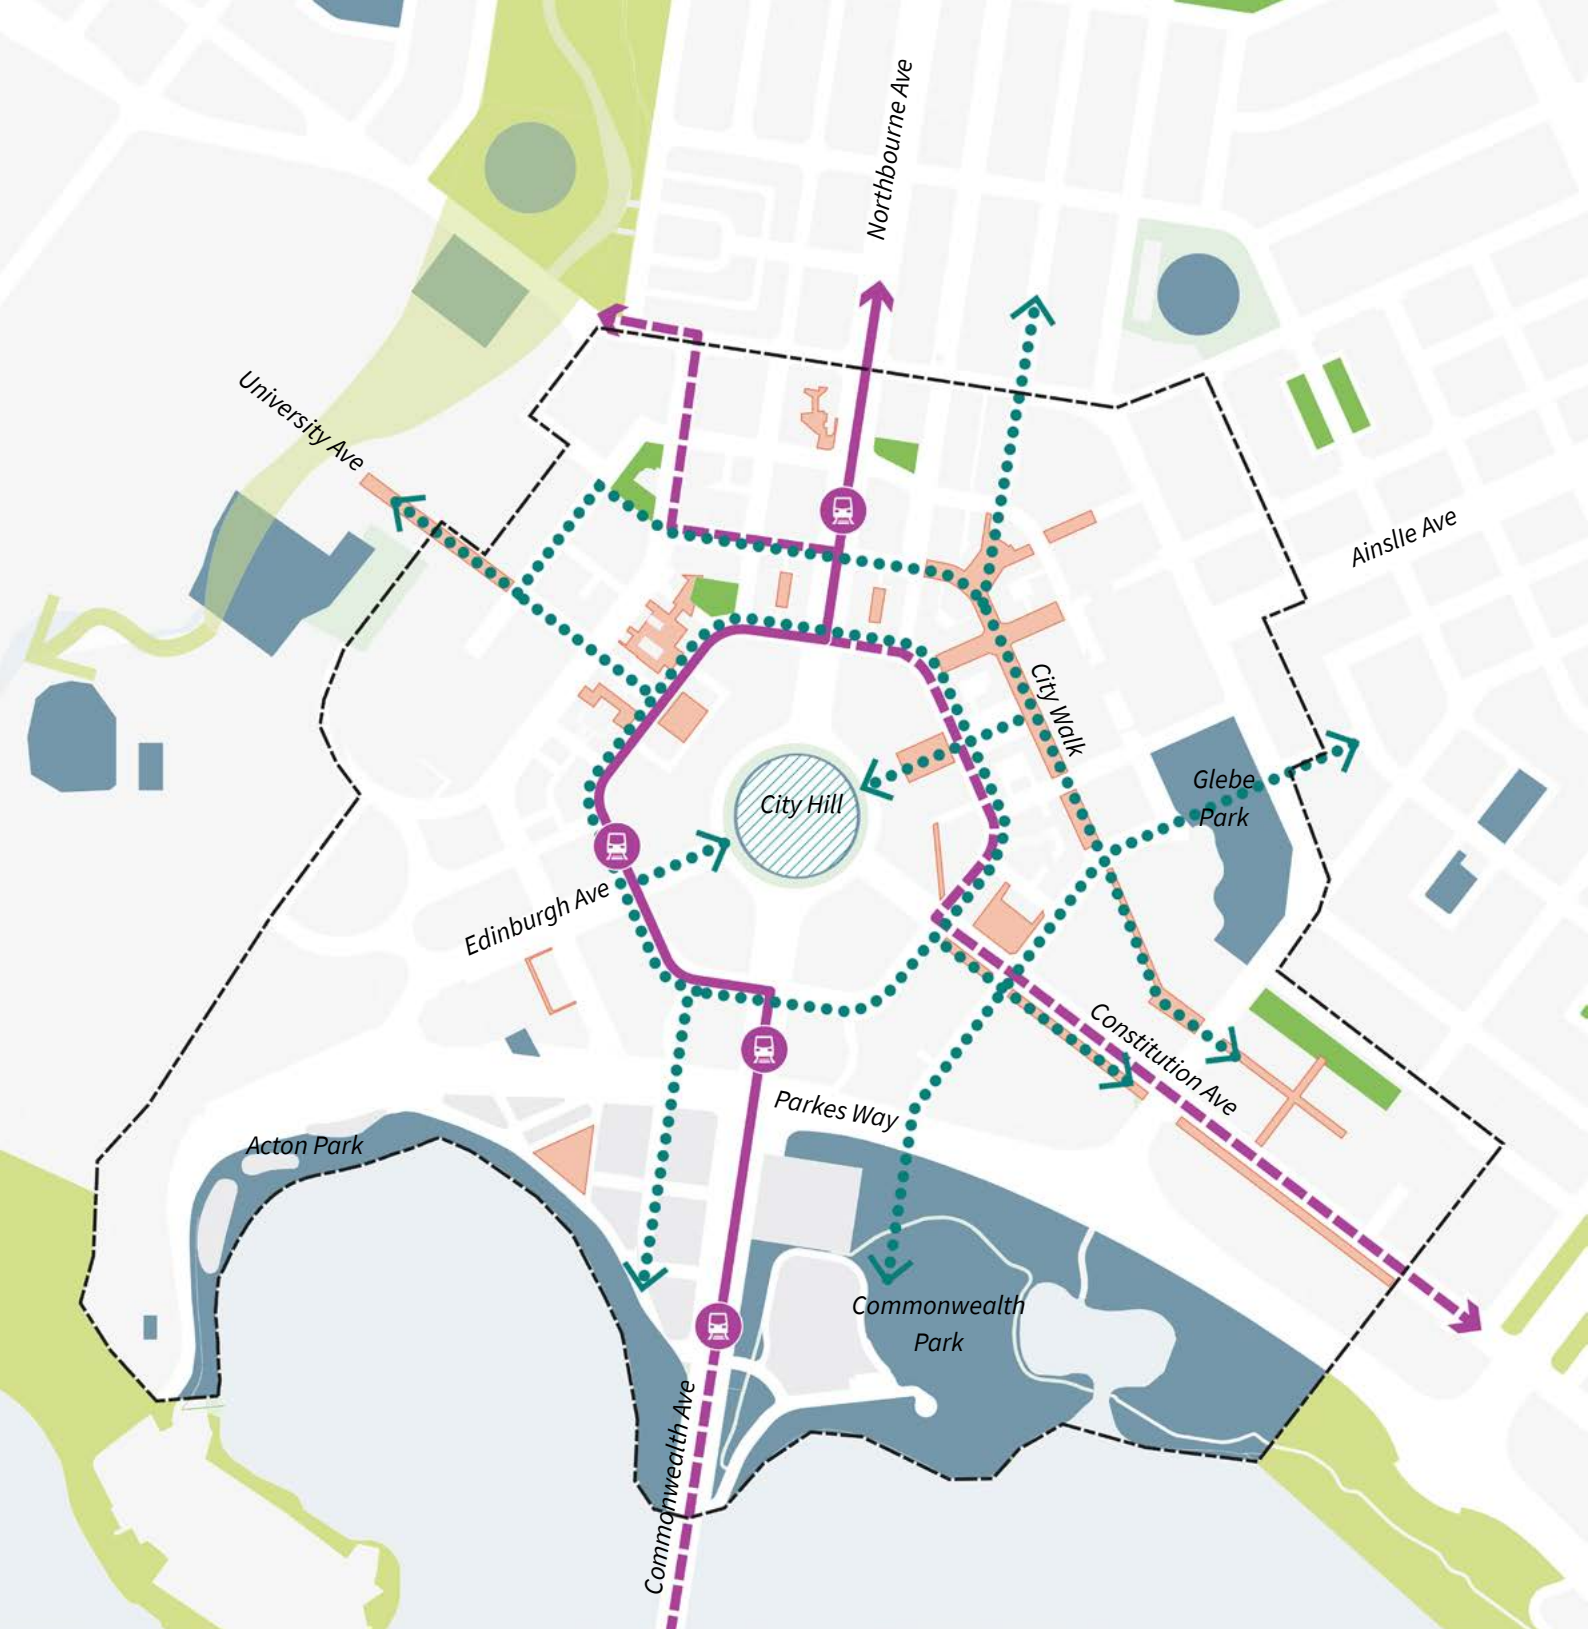 Northbourne Ave
University Ave
Ainslle Ave
City Walk
Glebe
Park
City Hill
Edinburgh Ave
Constitution Ave
Parkes Way
Acton Park
Commonwealth
Park
Commonwealth Ave